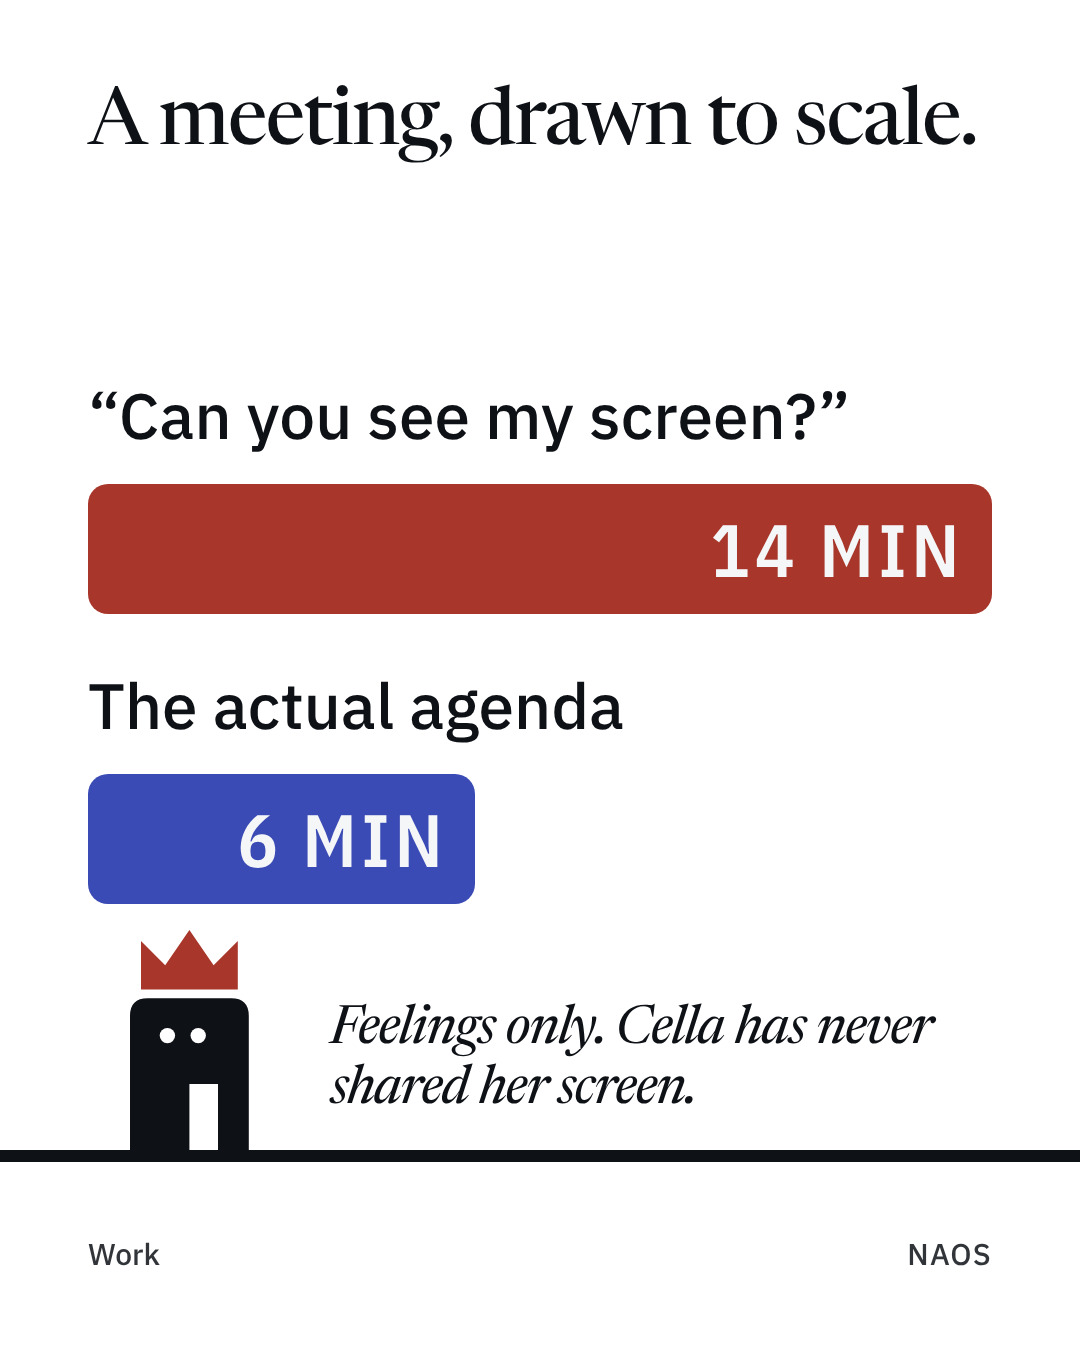 A meeting, drawn to scale.
“Can you see my screen?”
14 MIN
The actual agenda
6 MIN
Feelings only. Cella has never
shared her screen.
Work
NAOS